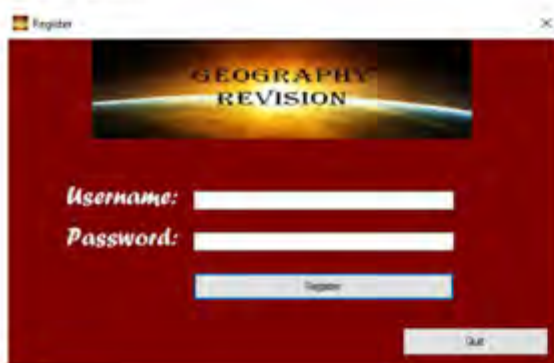 Register
GEOGRAPHY
REVISION
Username:
Password:
Register
Quit